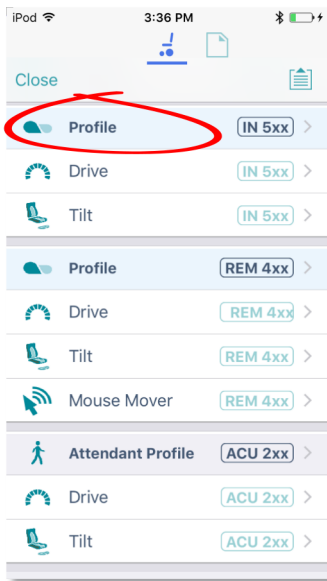 iPod 3:36 PM
Close
Profile IN 5xx
Drive IN 5xx
Tilt IN 5xx
Profile REM 4xx
Drive REM 4xx
Tilt REM 4xx
Mouse Mover REM 4xx
Attendant Profile ACU 2xx
Drive ACU 2xx
Tilt ACU 2xx